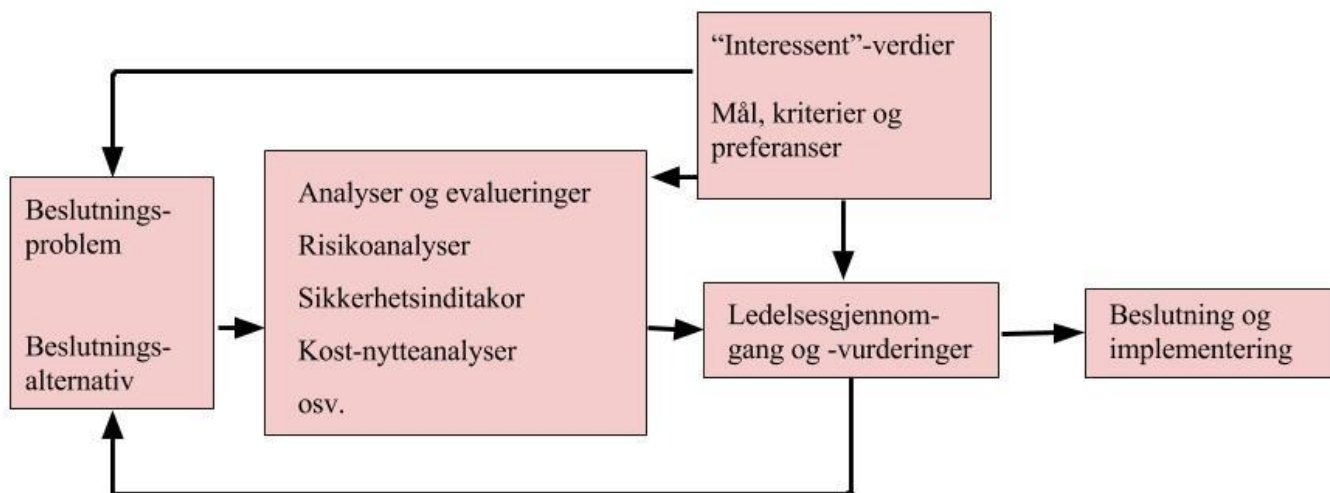 “Interessent”-verdier
Mål, kriterier og
preferanser
Beslutnings-
problem
Beslutnings-
alternativ
Analyser og evalueringer
Risikoanalyser
Sikkerhetsinditakor
Kost-nytteanalyser
osv.
Ledelsesgjennom-
gang og -vurderinger
Beslutning og
implementering